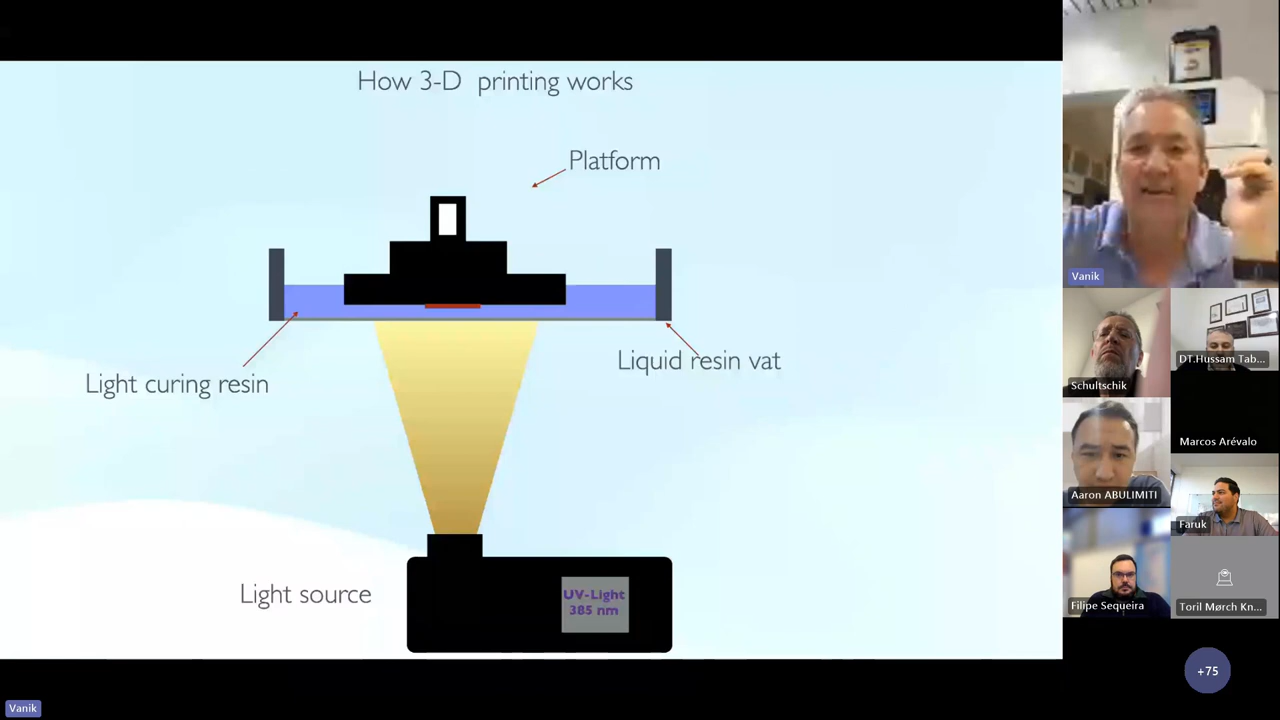 How 3-D printing works
Platform
Light curing resin
Liquid resin vat
Light source
UV-Light
385 nm
Vanik
Schultschik
DT.Hussam Tab...
Marcos Arévalo
Aaron ABULIMITI
Faruk
Filipe Sequeira
Toril Mørch Kn...
+75
Vanik